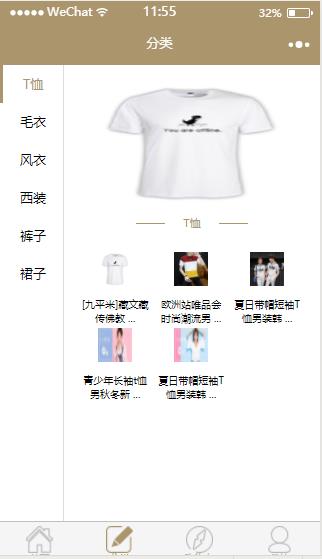 WeChat 11:55 32%
分类
T恤
毛衣
风衣
西装
裤子
裙子
You are offline.
T恤
[九平米]藏文藏
传佛教 ...
欧洲站唯品会
时尚潮流男 ...
夏日带帽短袖T
恤男装韩 ...
青少年长袖t恤
男秋冬新 ...
夏日带帽短袖T
恤男装韩 ...